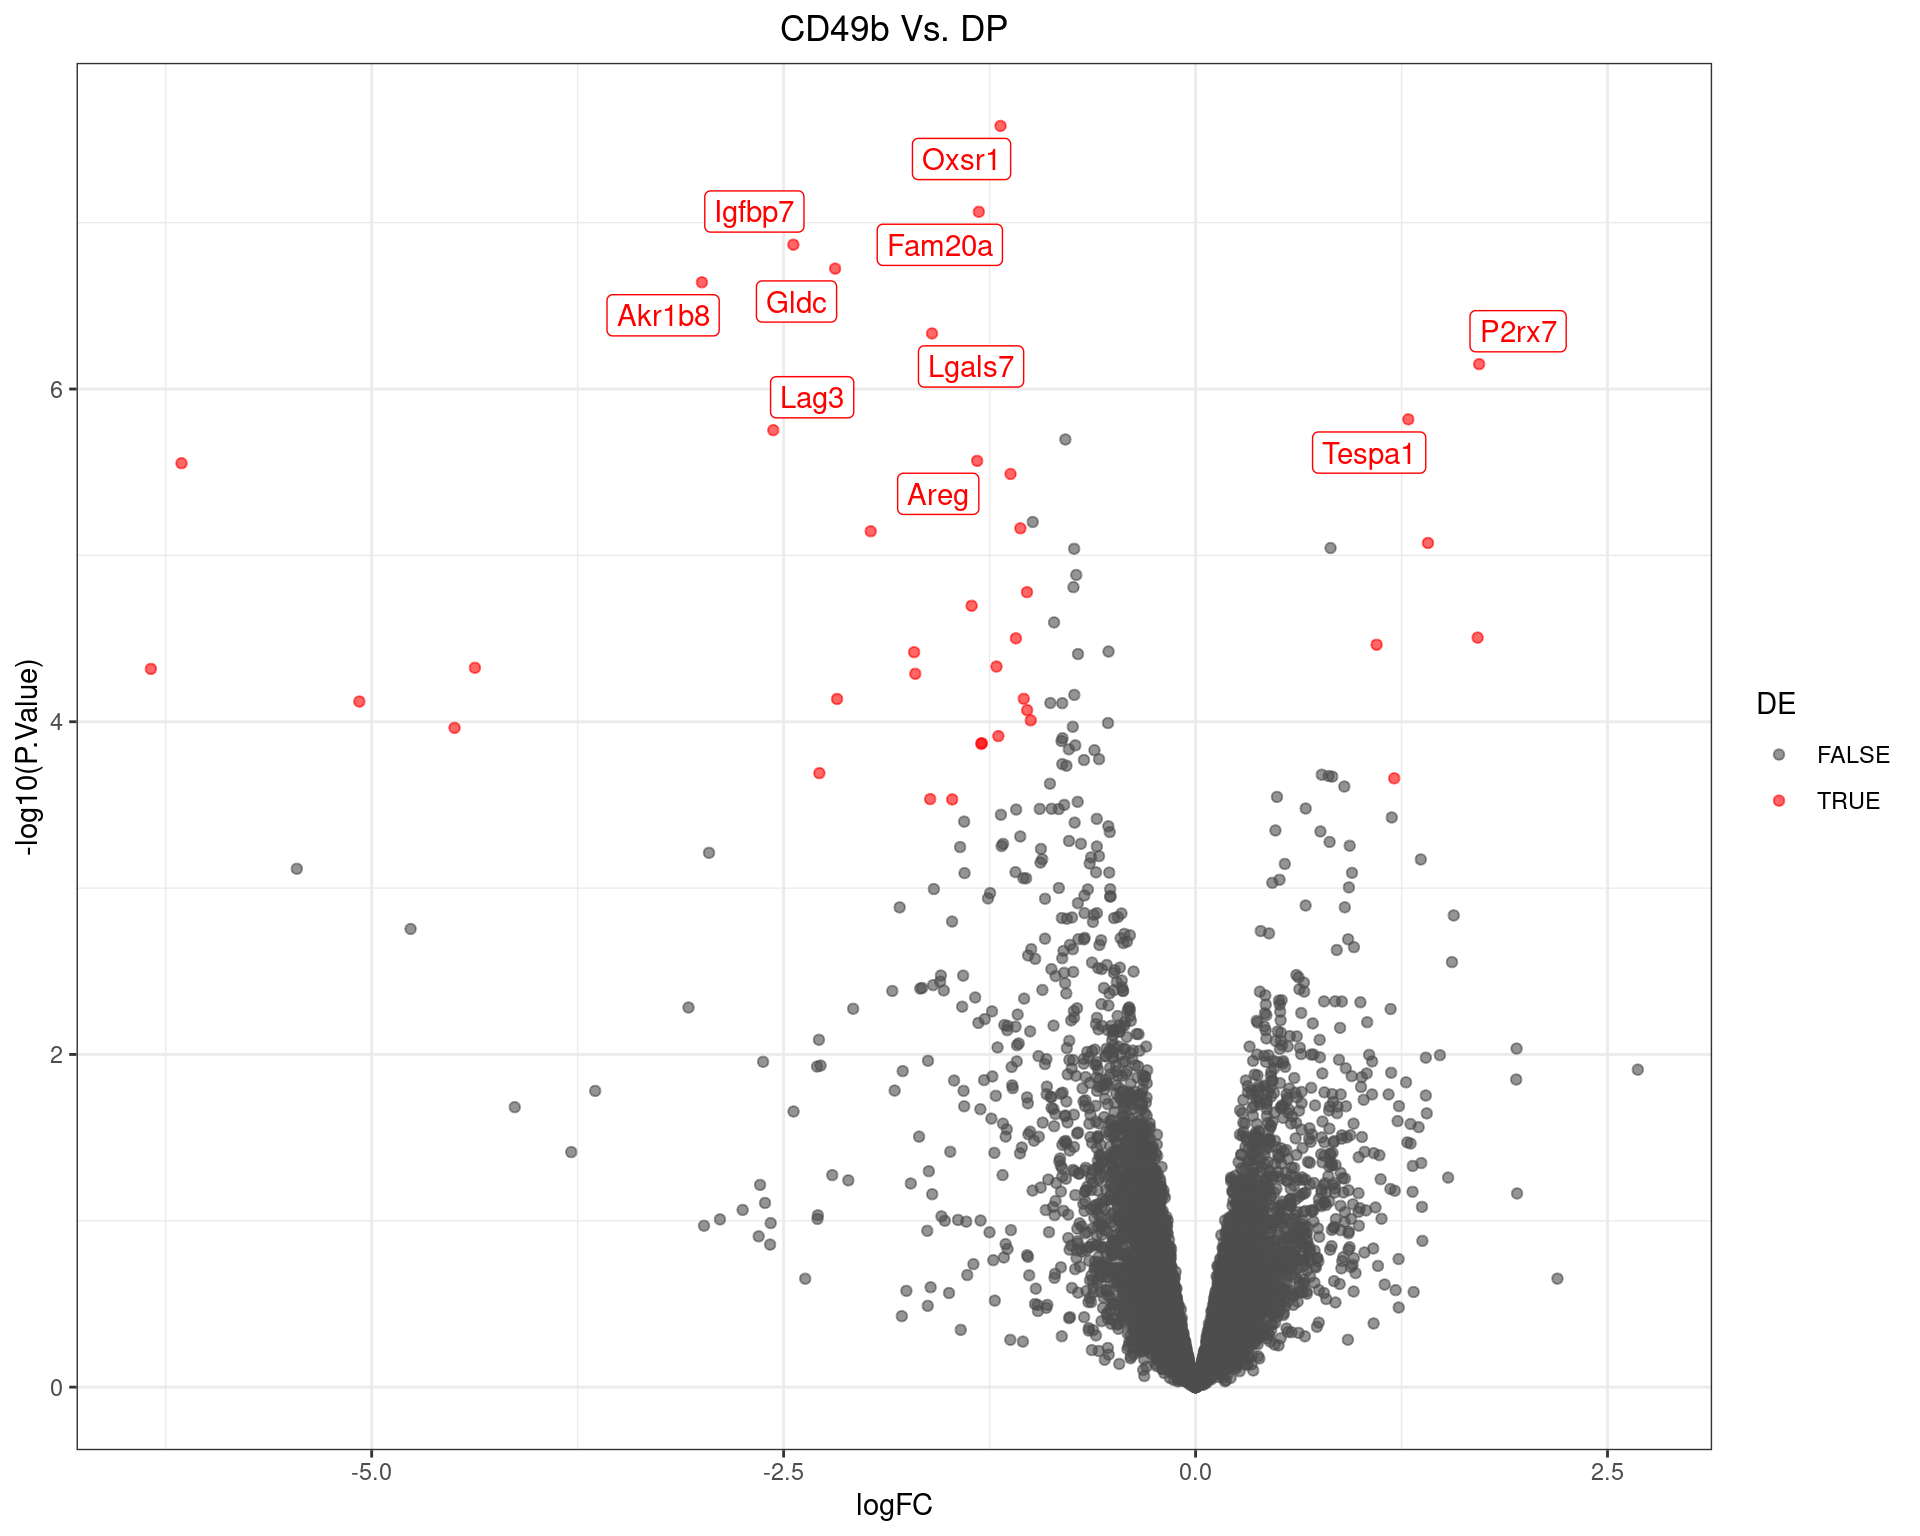 CD49b Vs. DP
Oxsr1
Igfbp7
Fam20a
Gldc
Akr1b8
P2rx7
Lgals7
Lag3
Tespa1
Areg
6
4
2
0
-log10(P.Value)
-5.0
-2.5
0.0
2.5
logFC
DE
FALSE
TRUE